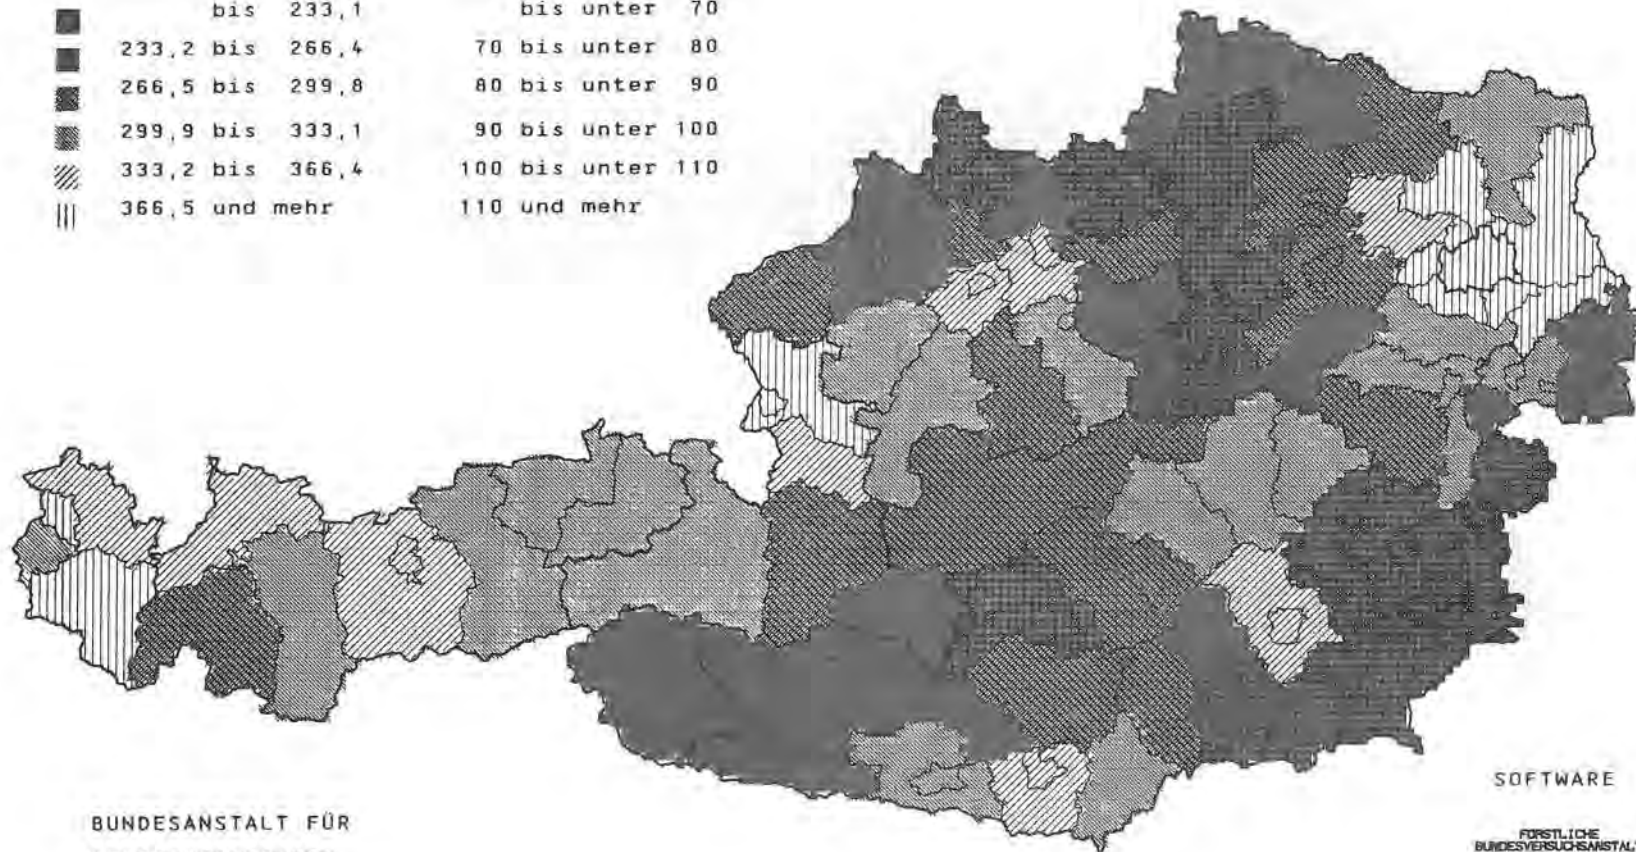 bis 233,1 bis unter 70
233,2 bis 266,4 70 bis unter 80
266,5 bis 299,8 80 bis unter 90
299,9 bis 333,1 90 bis unter 100
333,2 bis 366,4 100 bis unter 110
366,5 und mehr 110 und mehr
SOFTWARE
BUNDESANSTALT FÜR
FORSTLICHE
BUNDESVERSUCHSANSTALT